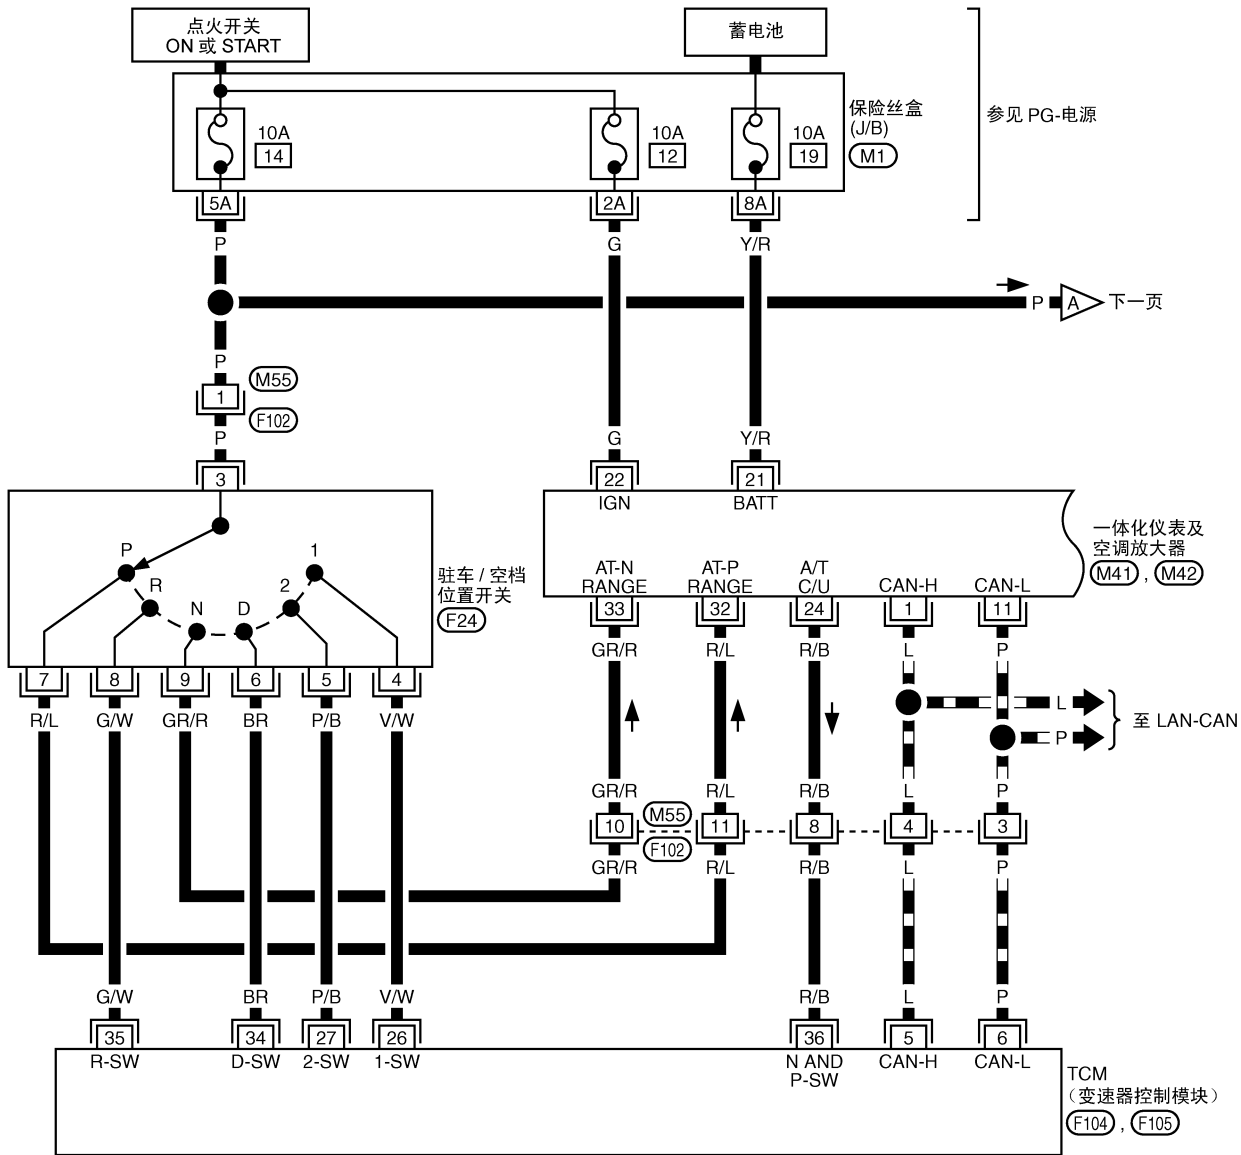 点火开关
ON 或 START
蓄电池
10A
14
10A
12
10A
19
保险丝盒
(J/B)
M1
参见 PG-电源
5A
2A
8A
P
G
Y/R
P
A
下一页
P
1
M55
F102
P
G
Y/R
3
22
21
IGN
BATT
P
R
N
D
2
1
驻车 / 空档
位置开关
F24
AT-N
RANGE
AT-P
RANGE
A/T
C/U
CAN-H
CAN-L
一体化仪表及
空调放大器
M41 , M42
33
32
24
1
11
GR/R
R/L
R/B
L
P
7
8
9
6
5
4
R/L
G/W
GR/R
BR
P/B
V/W
L
P
至 LAN-CAN
GR/R
R/L
R/B
L
P
10
M55
F102
11
8
4
3
GR/R
R/L
R/B
L
P
G/W
BR
P/B
V/W
R/B
L
P
35
34
27
26
36
5
6
R-SW
D-SW
2-SW
1-SW
N AND
P-SW
CAN-H
CAN-L
TCM
（变速器控制模块）
F104 , F105